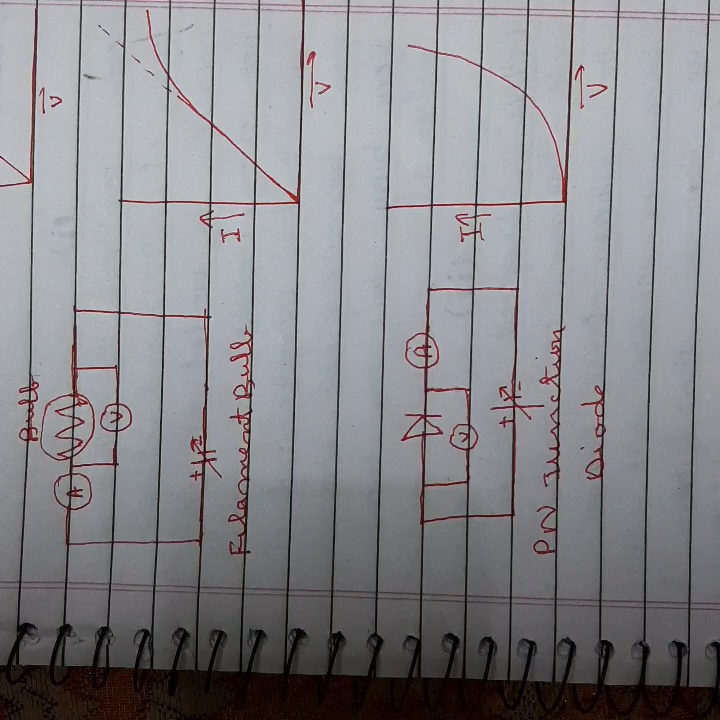 Bulb
V
A
V
+ -
Filament Bulb
I
V
A
V
+ -
I
PN Junction
V
Diode